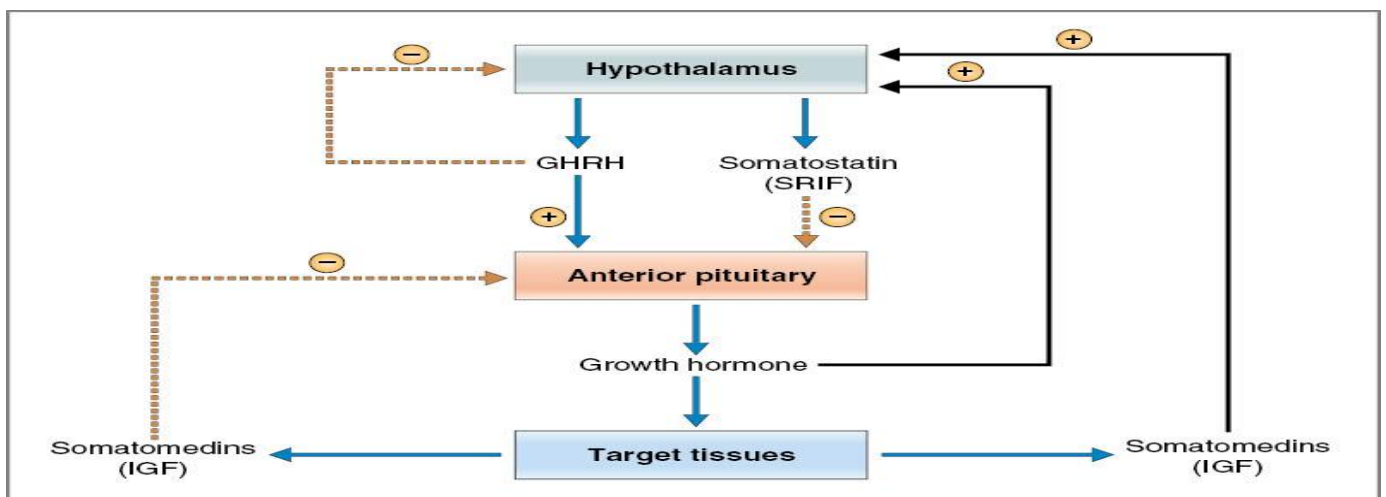 +
−
Hypothalamus
+
GHRH
Somatostatin
(SRIF)
+
−
−
Anterior pituitary
Growth hormone
Somatomedins
(IGF)
Target tissues
Somatomedins
(IGF)